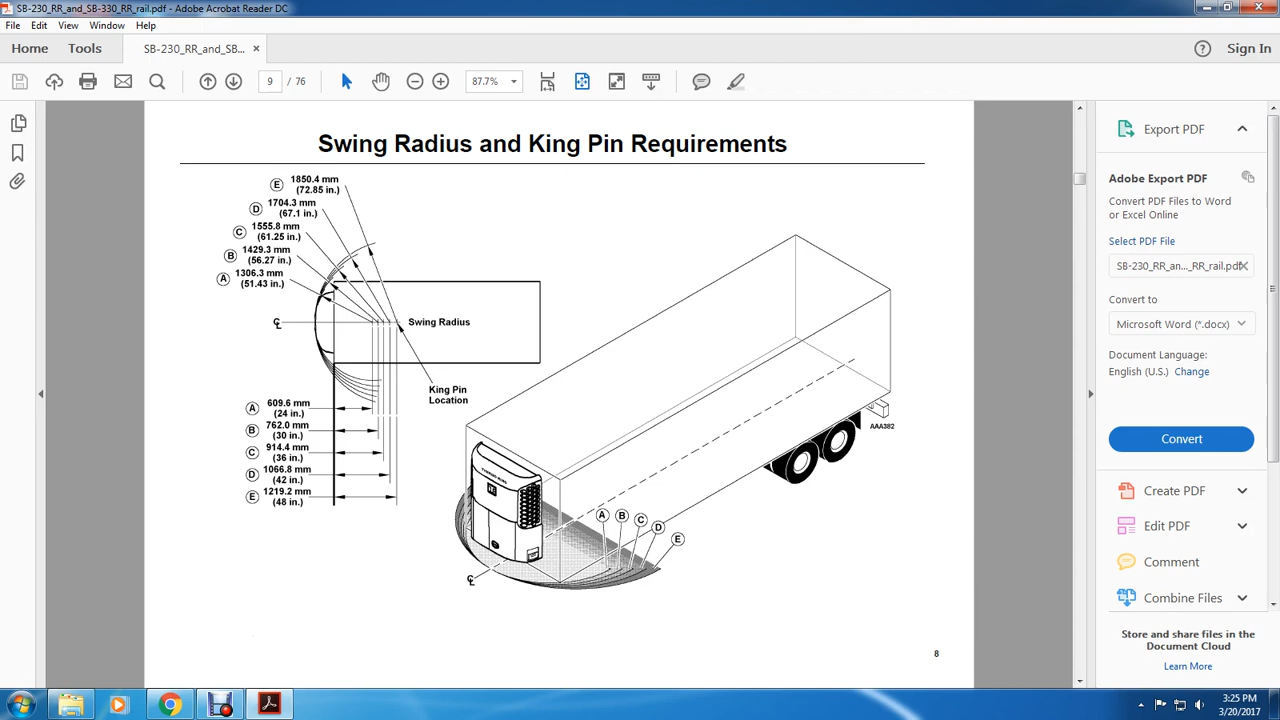 SB-230_RR_and_SB-330_RR_rail.pdf - Adobe Acrobat Reader DC
File Edit View Window Help
Home Tools SB-230_RR_and_SB... × ? Sign In
9 / 76 87.7%
Swing Radius and King Pin Requirements
E 1850.4 mm
(72.85 in.)
D 1704.3 mm
(67.1 in.)
C 1555.8 mm
(61.25 in.)
B 1429.3 mm
(56.27 in.)
A 1306.3 mm
(51.43 in.)
℄ Swing Radius
King Pin
Location
A 609.6 mm
(24 in.)
B 762.0 mm
(30 in.)
C 914.4 mm
(36 in.)
D 1066.8 mm
(42 in.)
E 1219.2 mm
(48 in.)
AAA382
A B C D E
℄
8
Export PDF
Adobe Export PDF
Convert PDF Files to Word
or Excel Online
Select PDF File
SB-230_RR_an..._RR_rail.pdf
Convert to
Microsoft Word (*.docx)
Document Language:
English (U.S.) Change
Convert
Create PDF
Edit PDF
Comment
Combine Files
Store and share files in the
Document Cloud
Learn More
3:25 PM
3/20/2017